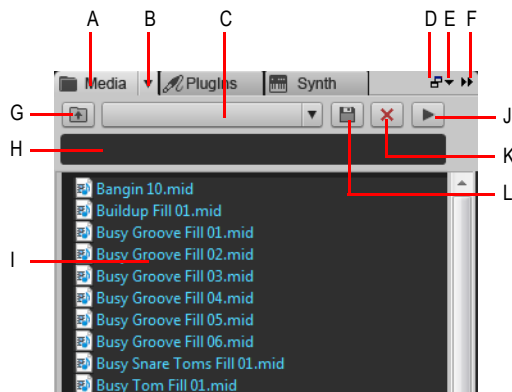 A B C D E F
Media PlugIns Synth
G J
H K
L
Bangin 10.mid
Buildup Fill 01.mid
Busy Groove Fill 01.mid
I Busy Groove Fill 02.mid
Busy Groove Fill 03.mid
Busy Groove Fill 04.mid
Busy Groove Fill 05.mid
Busy Groove Fill 06.mid
Busy Snare Toms Fill 01.mid
Busy Tom Fill 01.mid